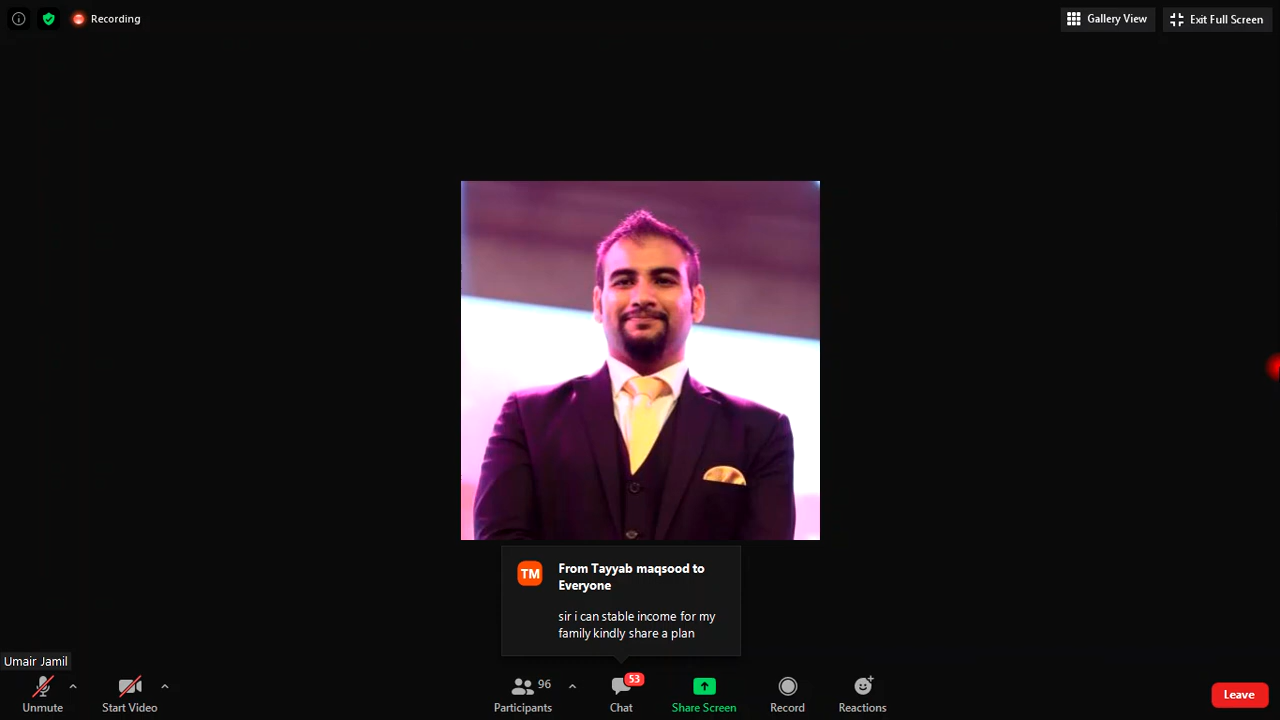 Recording
Gallery View
Exit Full Screen
TM
From Tayyab maqsood to
Everyone
sir i can stable income for my
family kindly share a plan
Umair Jamil
96
53
Unmute
Start Video
Participants
Chat
Share Screen
Record
Reactions
Leave